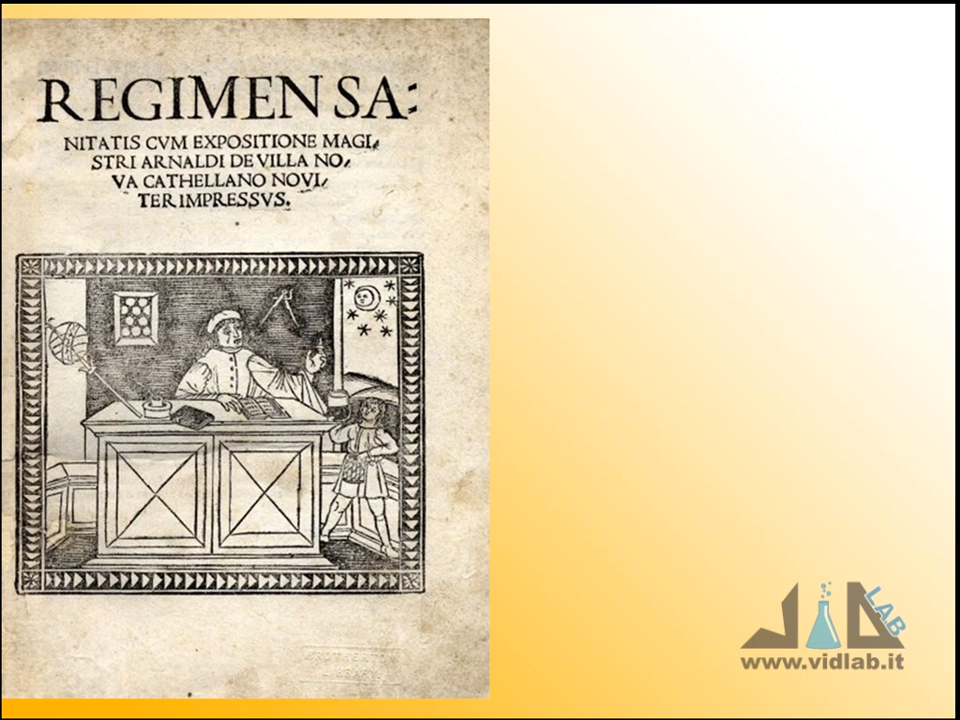 REGIMEN SA:
NITATIS CVM EXPOSITIONE MAGI,
STRI ARNALDI DE VILLA NO,
VA CATHELLANO NOVI,
TER IMPRESSVS.
LAB
www.vidlab.it